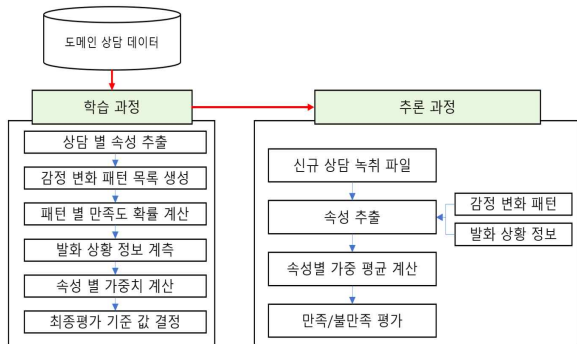 도메인 상담 데이터
학습 과정
상담 별 속성 추출
감정 변화 패턴 목록 생성
패턴 별 만족도 확률 계산
발화 상황 정보 계측
속성 별 가중치 계산
최종평가 기준 값 결정
추론 과정
신규 상담 녹취 파일
속성 추출
감정 변화 패턴
발화 상황 정보
속성별 가중 평균 계산
만족/불만족 평가